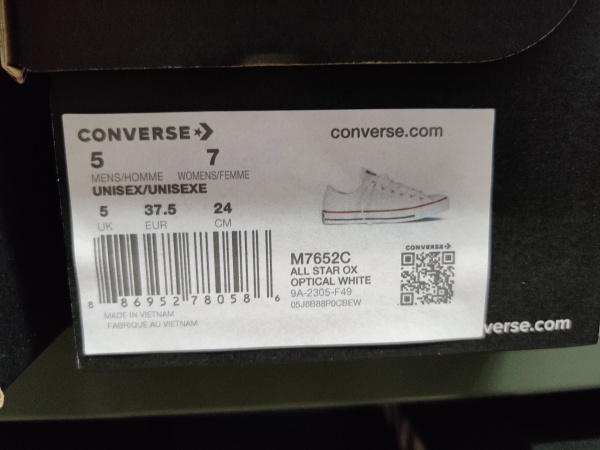 CONVERSE
converse.com
5 7
MENS/HOMME WOMENS/FEMME
UNISEX/UNISEXE
5 37.5 24
UK EUR CM
M7652C
ALL STAR OX
OPTICAL WHITE
9A-2305-F49
05J8B88P0CBEW
CONVERSE
8 86952 78058 6
MADE IN VIETNAM
FABRIQUE AU VIETNAM
verse.com